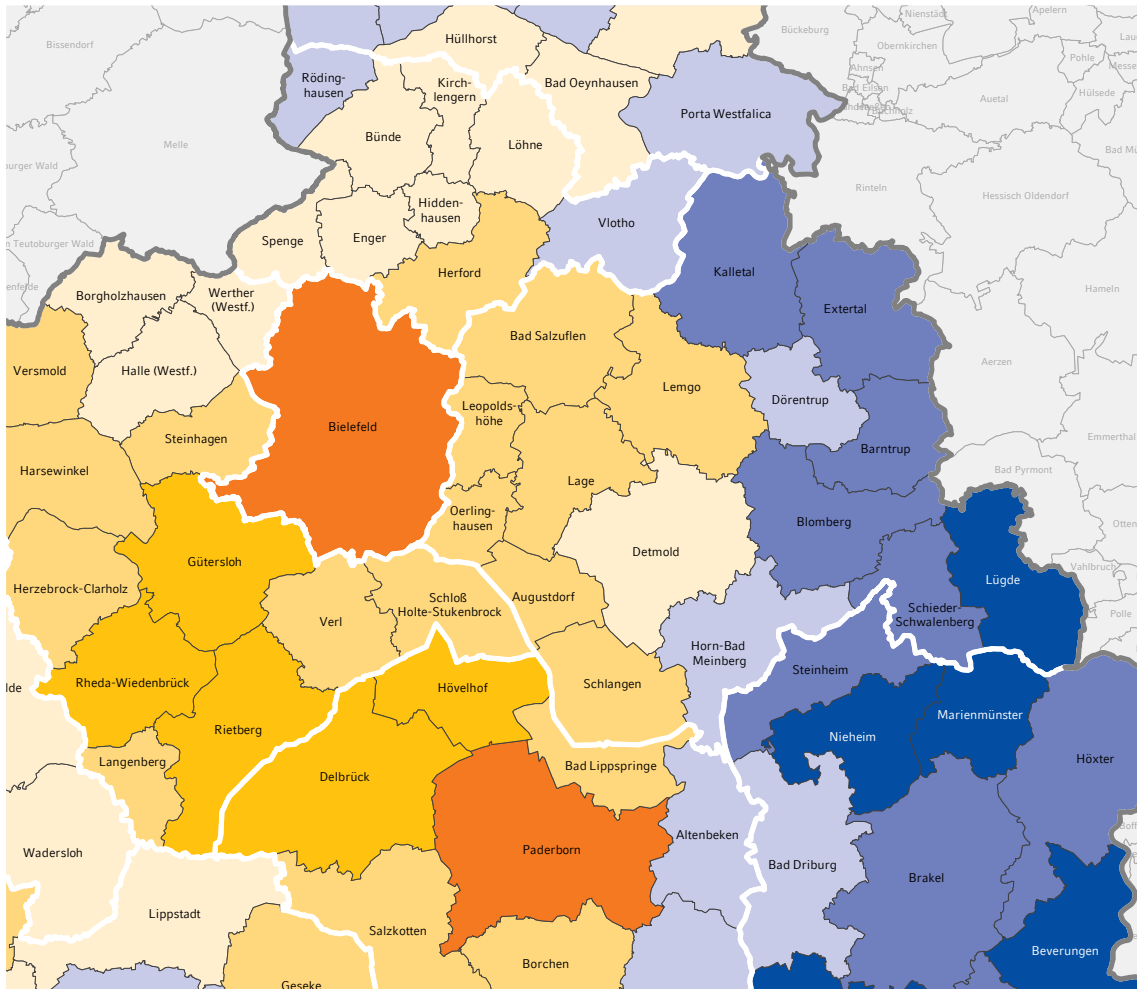 Apelern
Nienstädt
Bückeburg
Bissendorf
Hüllhorst
Obernkirchen
Pohle
Ahnsen
Röding-
hausen
Kirch-
lengern
Bad Oeynhausen
Bad Eilsen
Hülsede
Auetal
Buchholz
Porta Westfalica
Bünde
Löhne
Melle
Rinteln
Hessisch Oldendorf
Hidden-
hausen
Vlotho
Spenge
Enger
Herford
Kalletal
Hameln
Borgholzhausen
Werther
(Westf.)
Extertal
Bad Salzuflen
Aerzen
Versmold
Halle (Westf.)
Lemgo
Dörentrup
Leopolds-
höhe
Bielefeld
Steinhagen
Emmerthal
Barntrup
Harsewinkel
Bad Pyrmont
Lage
Oerling-
hausen
Blomberg
Detmold
Gütersloh
Vahlbruch
Lügde
Herzebrock-Clarholz
Schloß
Holte-Stukenbrock
Augustdorf
Schieder-
Schwalenberg
Polle
Verl
Horn-Bad
Meinberg
Steinheim
Rheda-Wiedenbrück
Hövelhof
Schlangen
Marienmünster
Rietberg
Nieheim
Langenberg
Bad Lippspringe
Höxter
Delbrück
Altenbeken
Wadersloh
Paderborn
Bad Driburg
Brakel
Lippstadt
Salzkotten
Beverungen
Borchen
Geseke